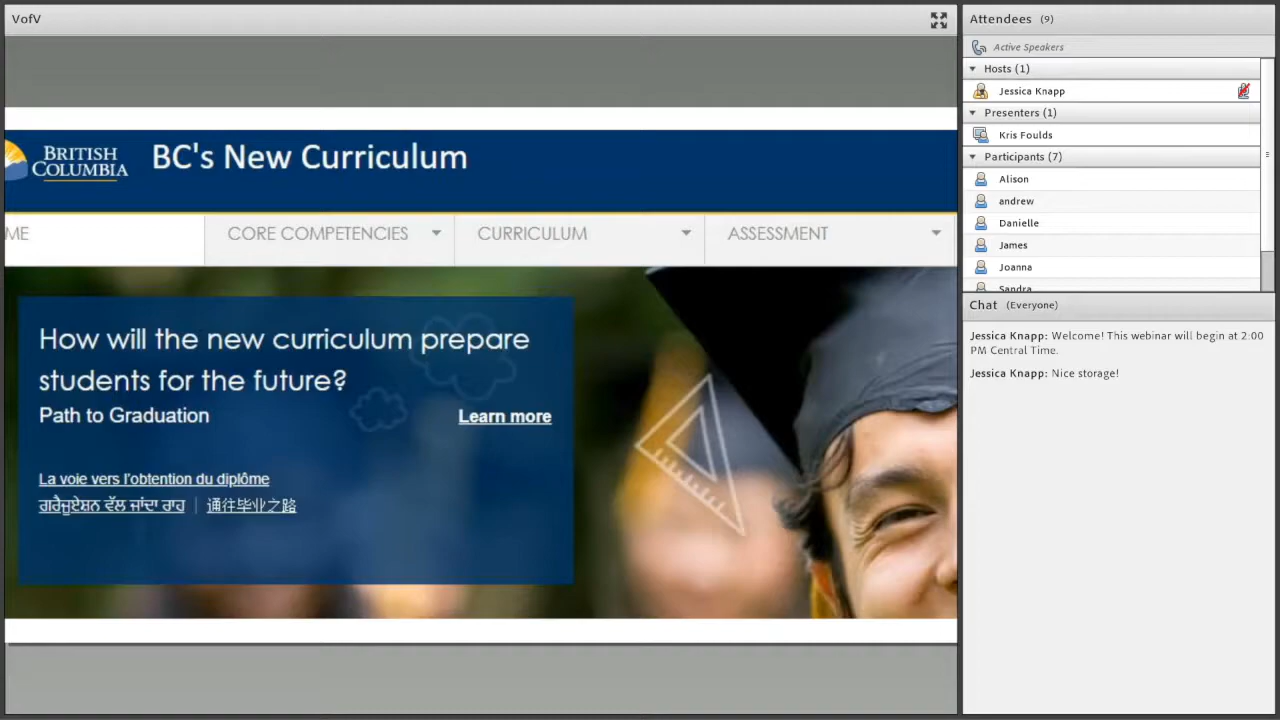 VofV
BRITISH
COLUMBIA
BC's New Curriculum
ME
CORE COMPETENCIES
CURRICULUM
ASSESSMENT
How will the new curriculum prepare
students for the future?
Path to Graduation
Learn more
La voie vers l'obtention du diplôme
ਗਰੈਜੂਏਸ਼ਨ ਵੱਲ ਜਾਂਦਾ ਰਾਹ | 通往毕业之路
Attendees (9)
Active Speakers
Hosts (1)
Jessica Knapp
Presenters (1)
Kris Foulds
Participants (7)
Alison
andrew
Danielle
James
Joanna
Sandra
Chat (Everyone)
Jessica Knapp: Welcome! This webinar will begin at 2:00
PM Central Time.
Jessica Knapp: Nice storage!